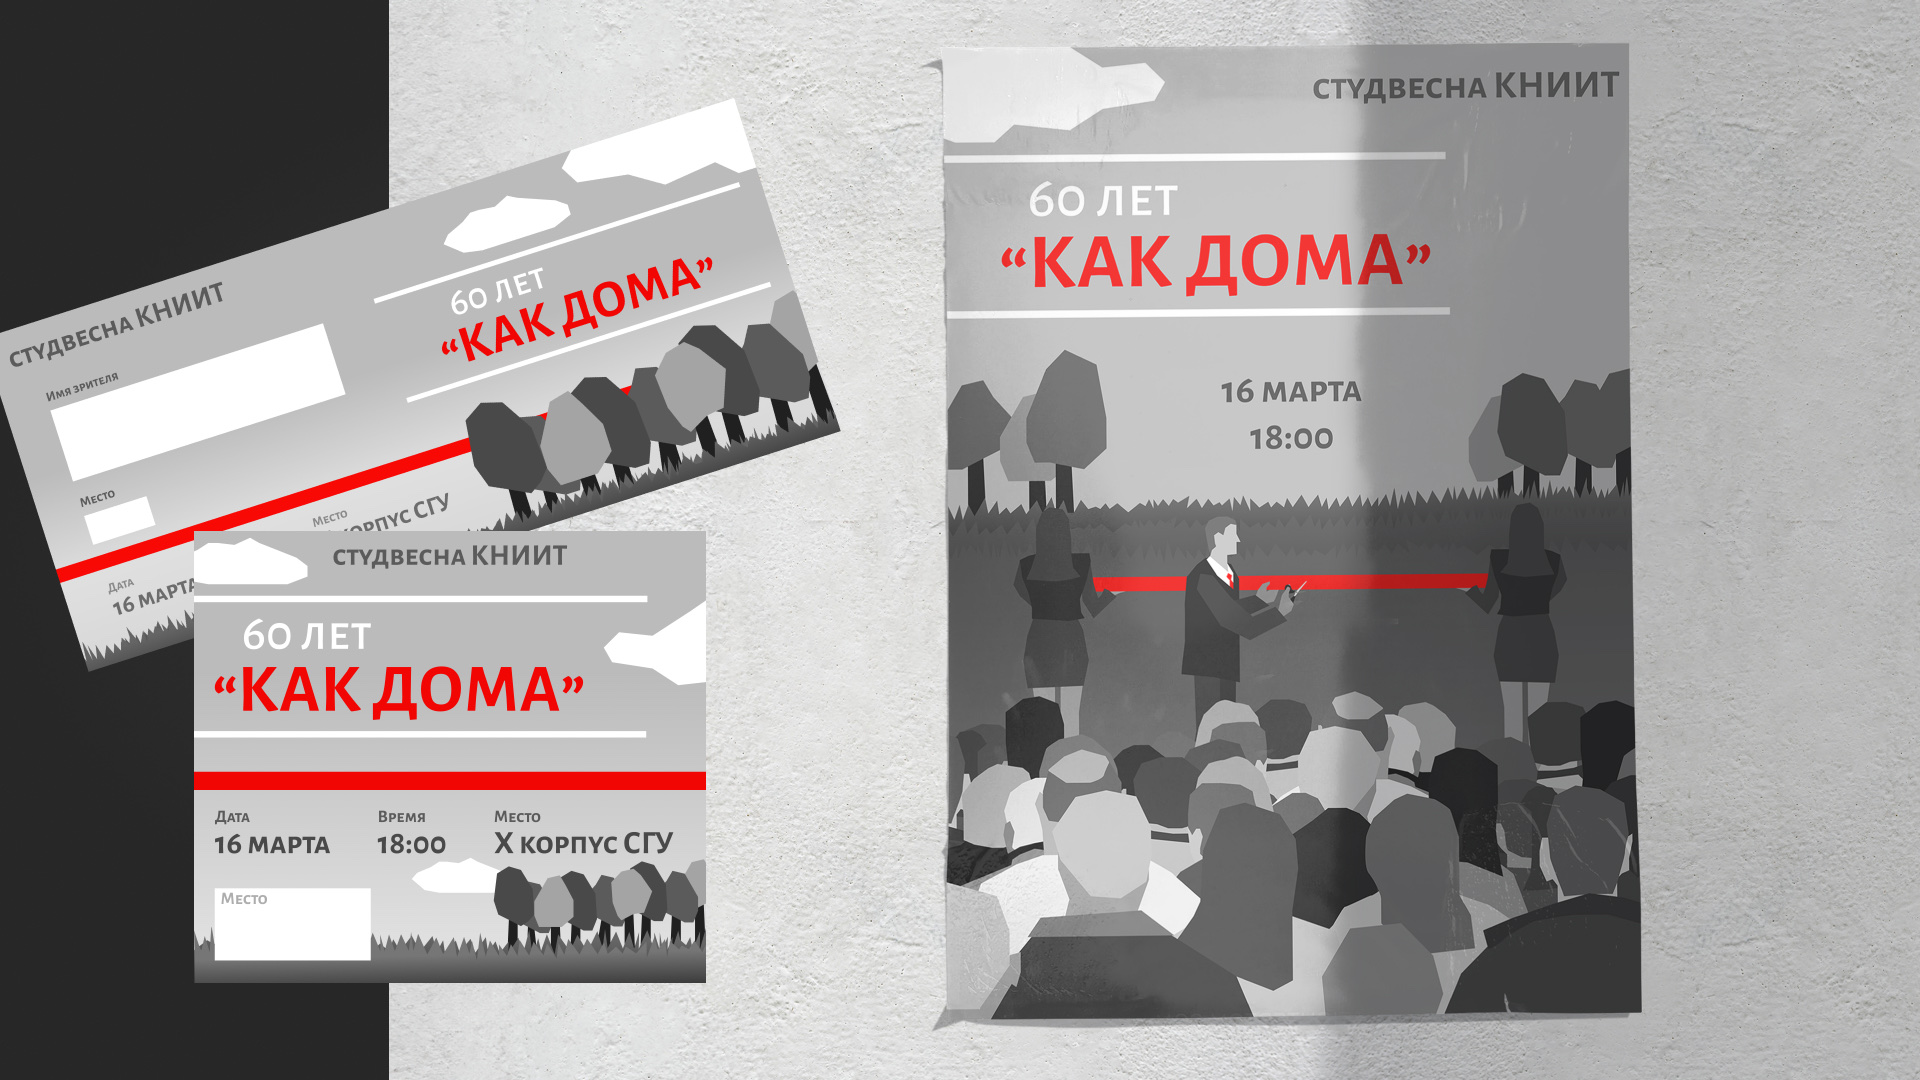 СТУДВЕСНА КНИИТ
Имя зрителя
Место
60 ЛЕТ
“КАК ДОМА”
Дата
16 МАРТА
Место
КОРПУС СГУ
СТУДВЕСНА КНИИТ
60 ЛЕТ
“КАК ДОМА”
Дата
Время
Место
16 МАРТА
18:00
X КОРПУС СГУ
Место
СТУДВЕСНА КНИИТ
60 ЛЕТ
“КАК ДОМА”
16 МАРТА
18:00